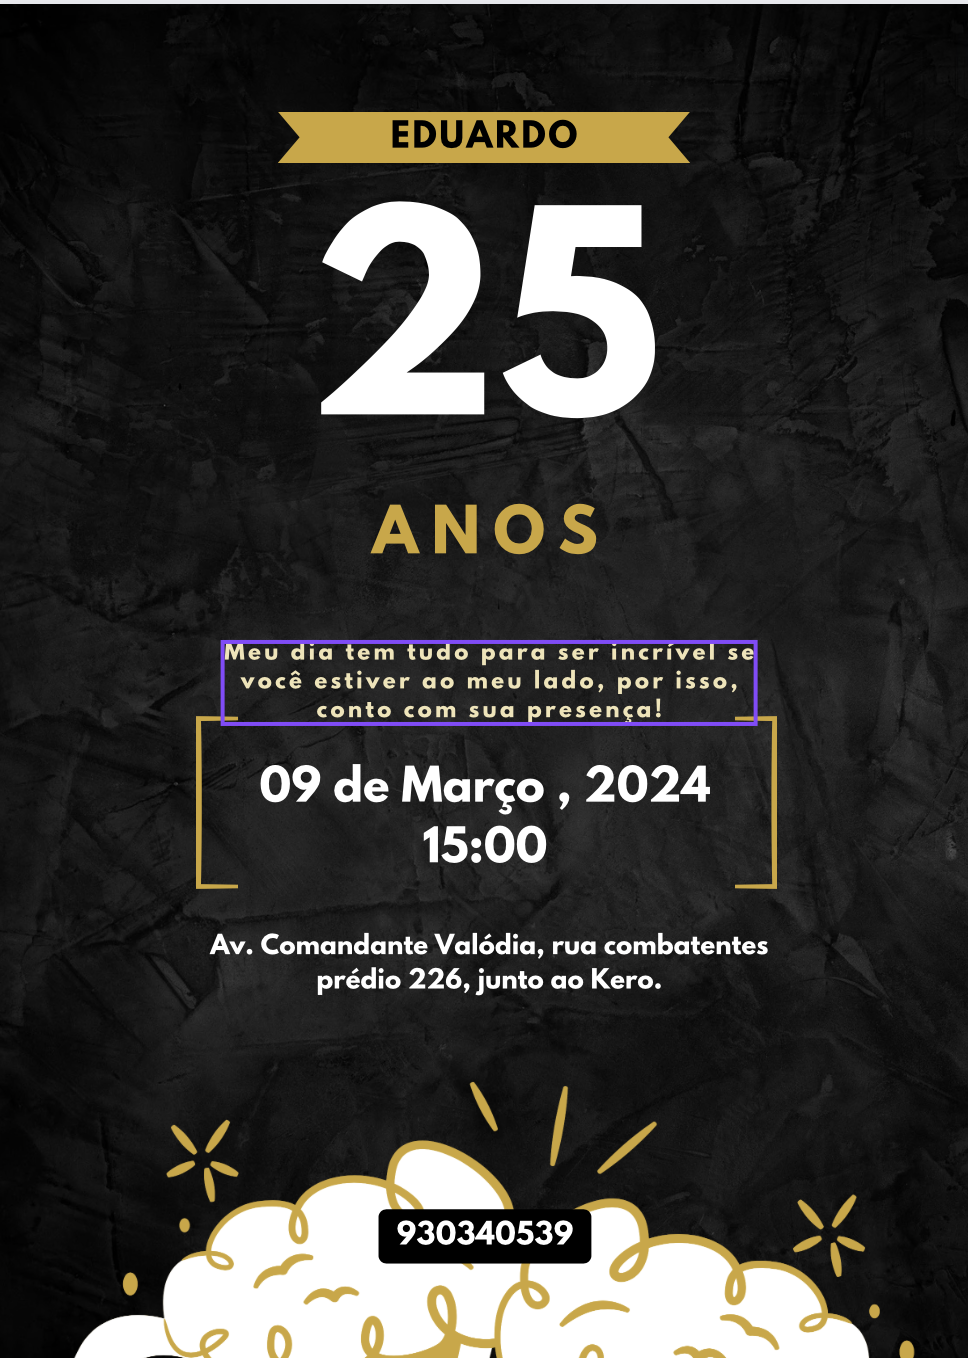 EDUARDO
25
ANOS
Meu dia tem tudo para ser incrível se
você estiver ao meu lado, por isso,
conto com sua presença!
09 de Março , 2024
15:00
Av. Comandante Valódia, rua combatentes
prédio 226, junto ao Kero.
930340539